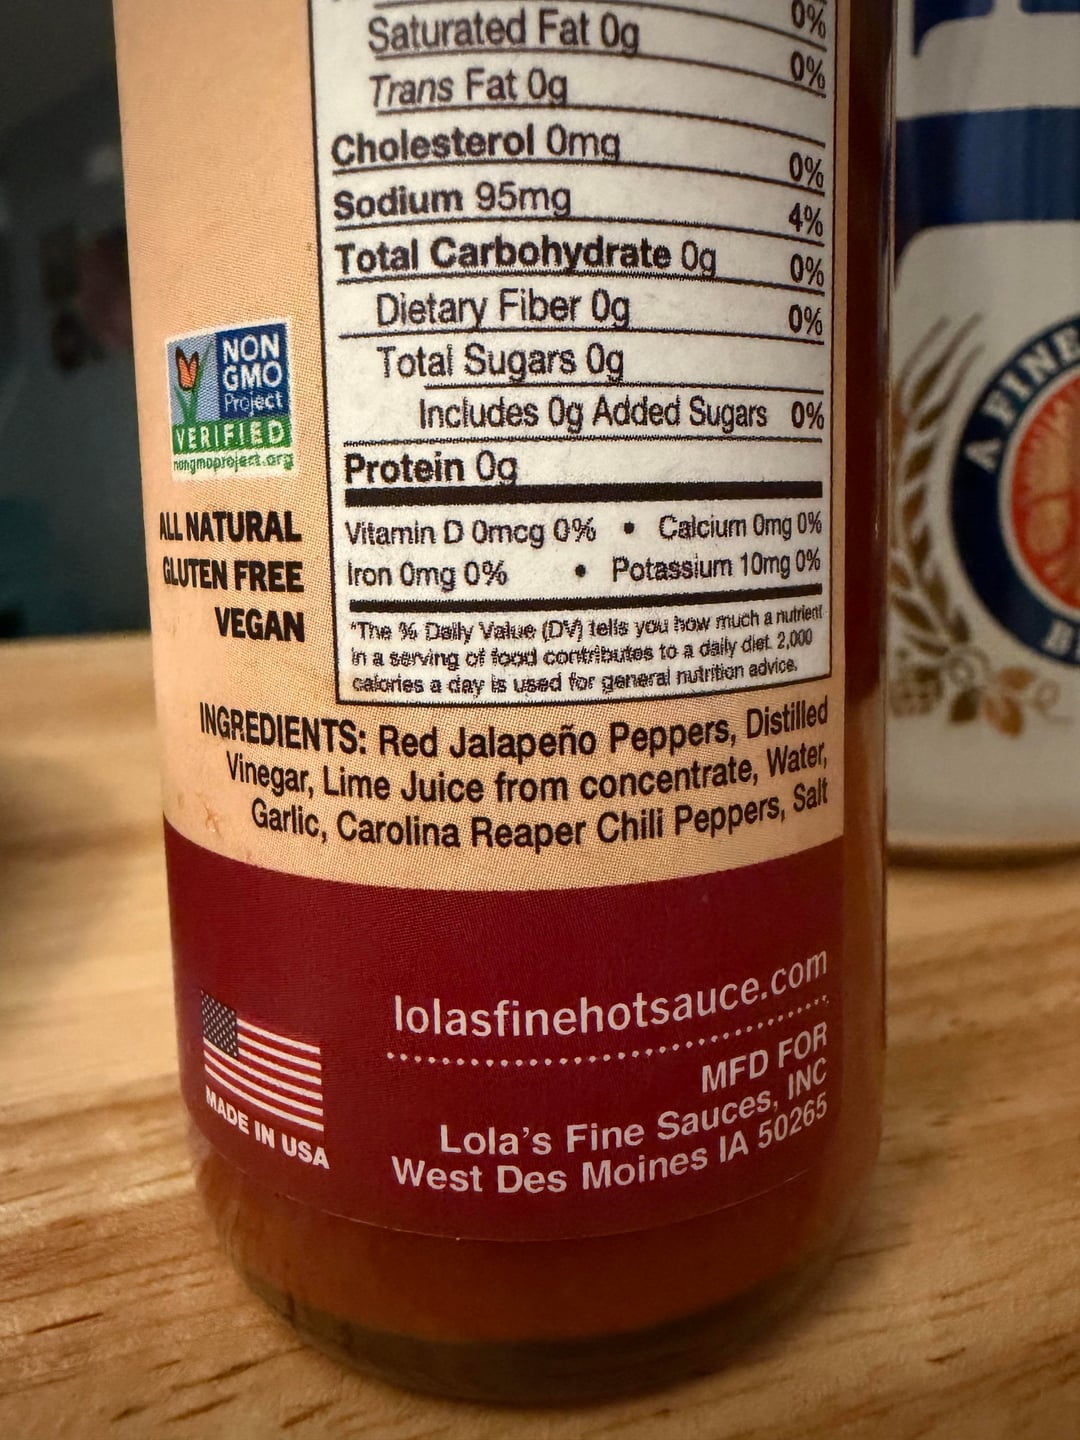 0%
Saturated Fat 0g 0%
Trans Fat 0g
Cholesterol 0mg 0%
Sodium 95mg 4%
Total Carbohydrate 0g 0%
Dietary Fiber 0g 0%
Total Sugars 0g
Includes 0g Added Sugars 0%
Protein 0g
Vitamin D 0mcg 0% • Calcium 0mg 0%
Iron 0mg 0% • Potassium 10mg 0%
*The % Daily Value (DV) tells you how much a nutrient
in a serving of food contributes to a daily diet. 2,000
calories a day is used for general nutrition advice.
NON
GMO
Project
VERIFIED
nongmoproject.org
ALL NATURAL
GLUTEN FREE
VEGAN
INGREDIENTS: Red Jalapeño Peppers, Distilled
Vinegar, Lime Juice from concentrate, Water,
Garlic, Carolina Reaper Chili Peppers, Salt
lolasfinehotsauce.com
MFD FOR
Lola's Fine Sauces, INC
West Des Moines IA 50265
MADE IN USA
A FINE